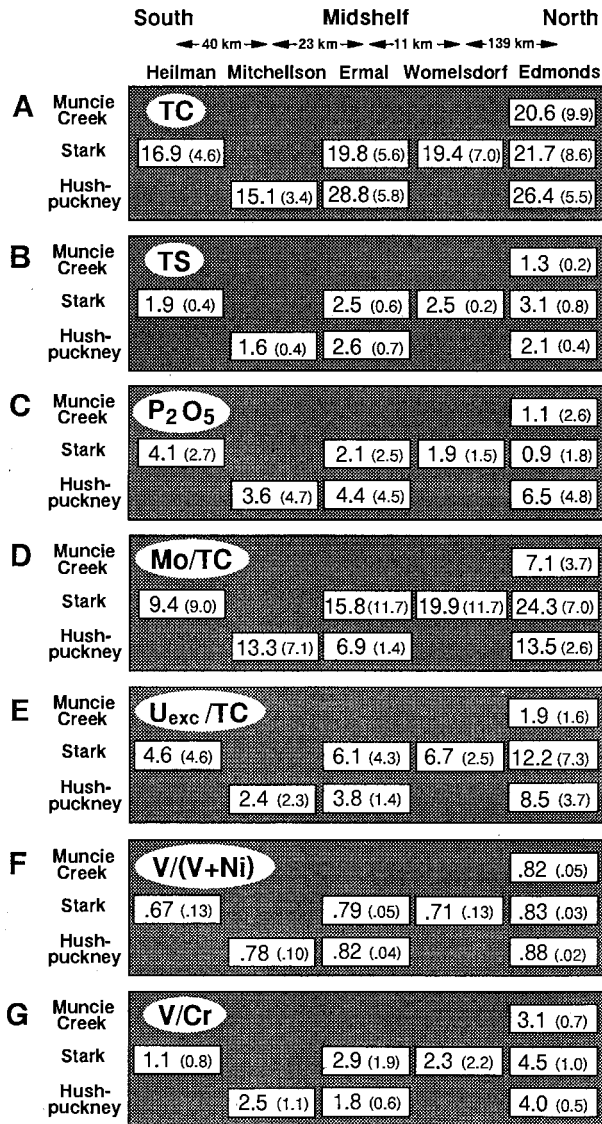 South Midshelf North
40 km 23 km 11 km 139 km
Heilman Mitchellson Ermal Womelsdorf Edmonds
A
TC
Muncie Creek 20.6 (9.9)
Stark 16.9 (4.6) 19.8 (5.6) 19.4 (7.0) 21.7 (8.6)
Hush-puckney 15.1 (3.4) 28.8 (5.8) 26.4 (5.5)
B
TS
Muncie Creek 1.3 (0.2)
Stark 1.9 (0.4) 2.5 (0.6) 2.5 (0.2) 3.1 (0.8)
Hush-puckney 1.6 (0.4) 2.6 (0.7) 2.1 (0.4)
C
P2O5
Muncie Creek 1.1 (2.6)
Stark 4.1 (2.7) 2.1 (2.5) 1.9 (1.5) 0.9 (1.8)
Hush-puckney 3.6 (4.7) 4.4 (4.5) 6.5 (4.8)
D
Mo/TC
Muncie Creek 7.1 (3.7)
Stark 9.4 (9.0) 15.8 (11.7) 19.9 (11.7) 24.3 (7.0)
Hush-puckney 13.3 (7.1) 6.9 (1.4) 13.5 (2.6)
E
Uexc/TC
Muncie Creek 1.9 (1.6)
Stark 4.6 (4.6) 6.1 (4.3) 6.7 (2.5) 12.2 (7.3)
Hush-puckney 2.4 (2.3) 3.8 (1.4) 8.5 (3.7)
F
V/(V+Ni)
Muncie Creek .82 (.05)
Stark .67 (.13) .79 (.05) .71 (.13) .83 (.03)
Hush-puckney .78 (.10) .82 (.04) .88 (.02)
G
V/Cr
Muncie Creek 3.1 (0.7)
Stark 1.1 (0.8) 2.9 (1.9) 2.3 (2.2) 4.5 (1.0)
Hush-puckney 2.5 (1.1) 1.8 (0.6) 4.0 (0.5)